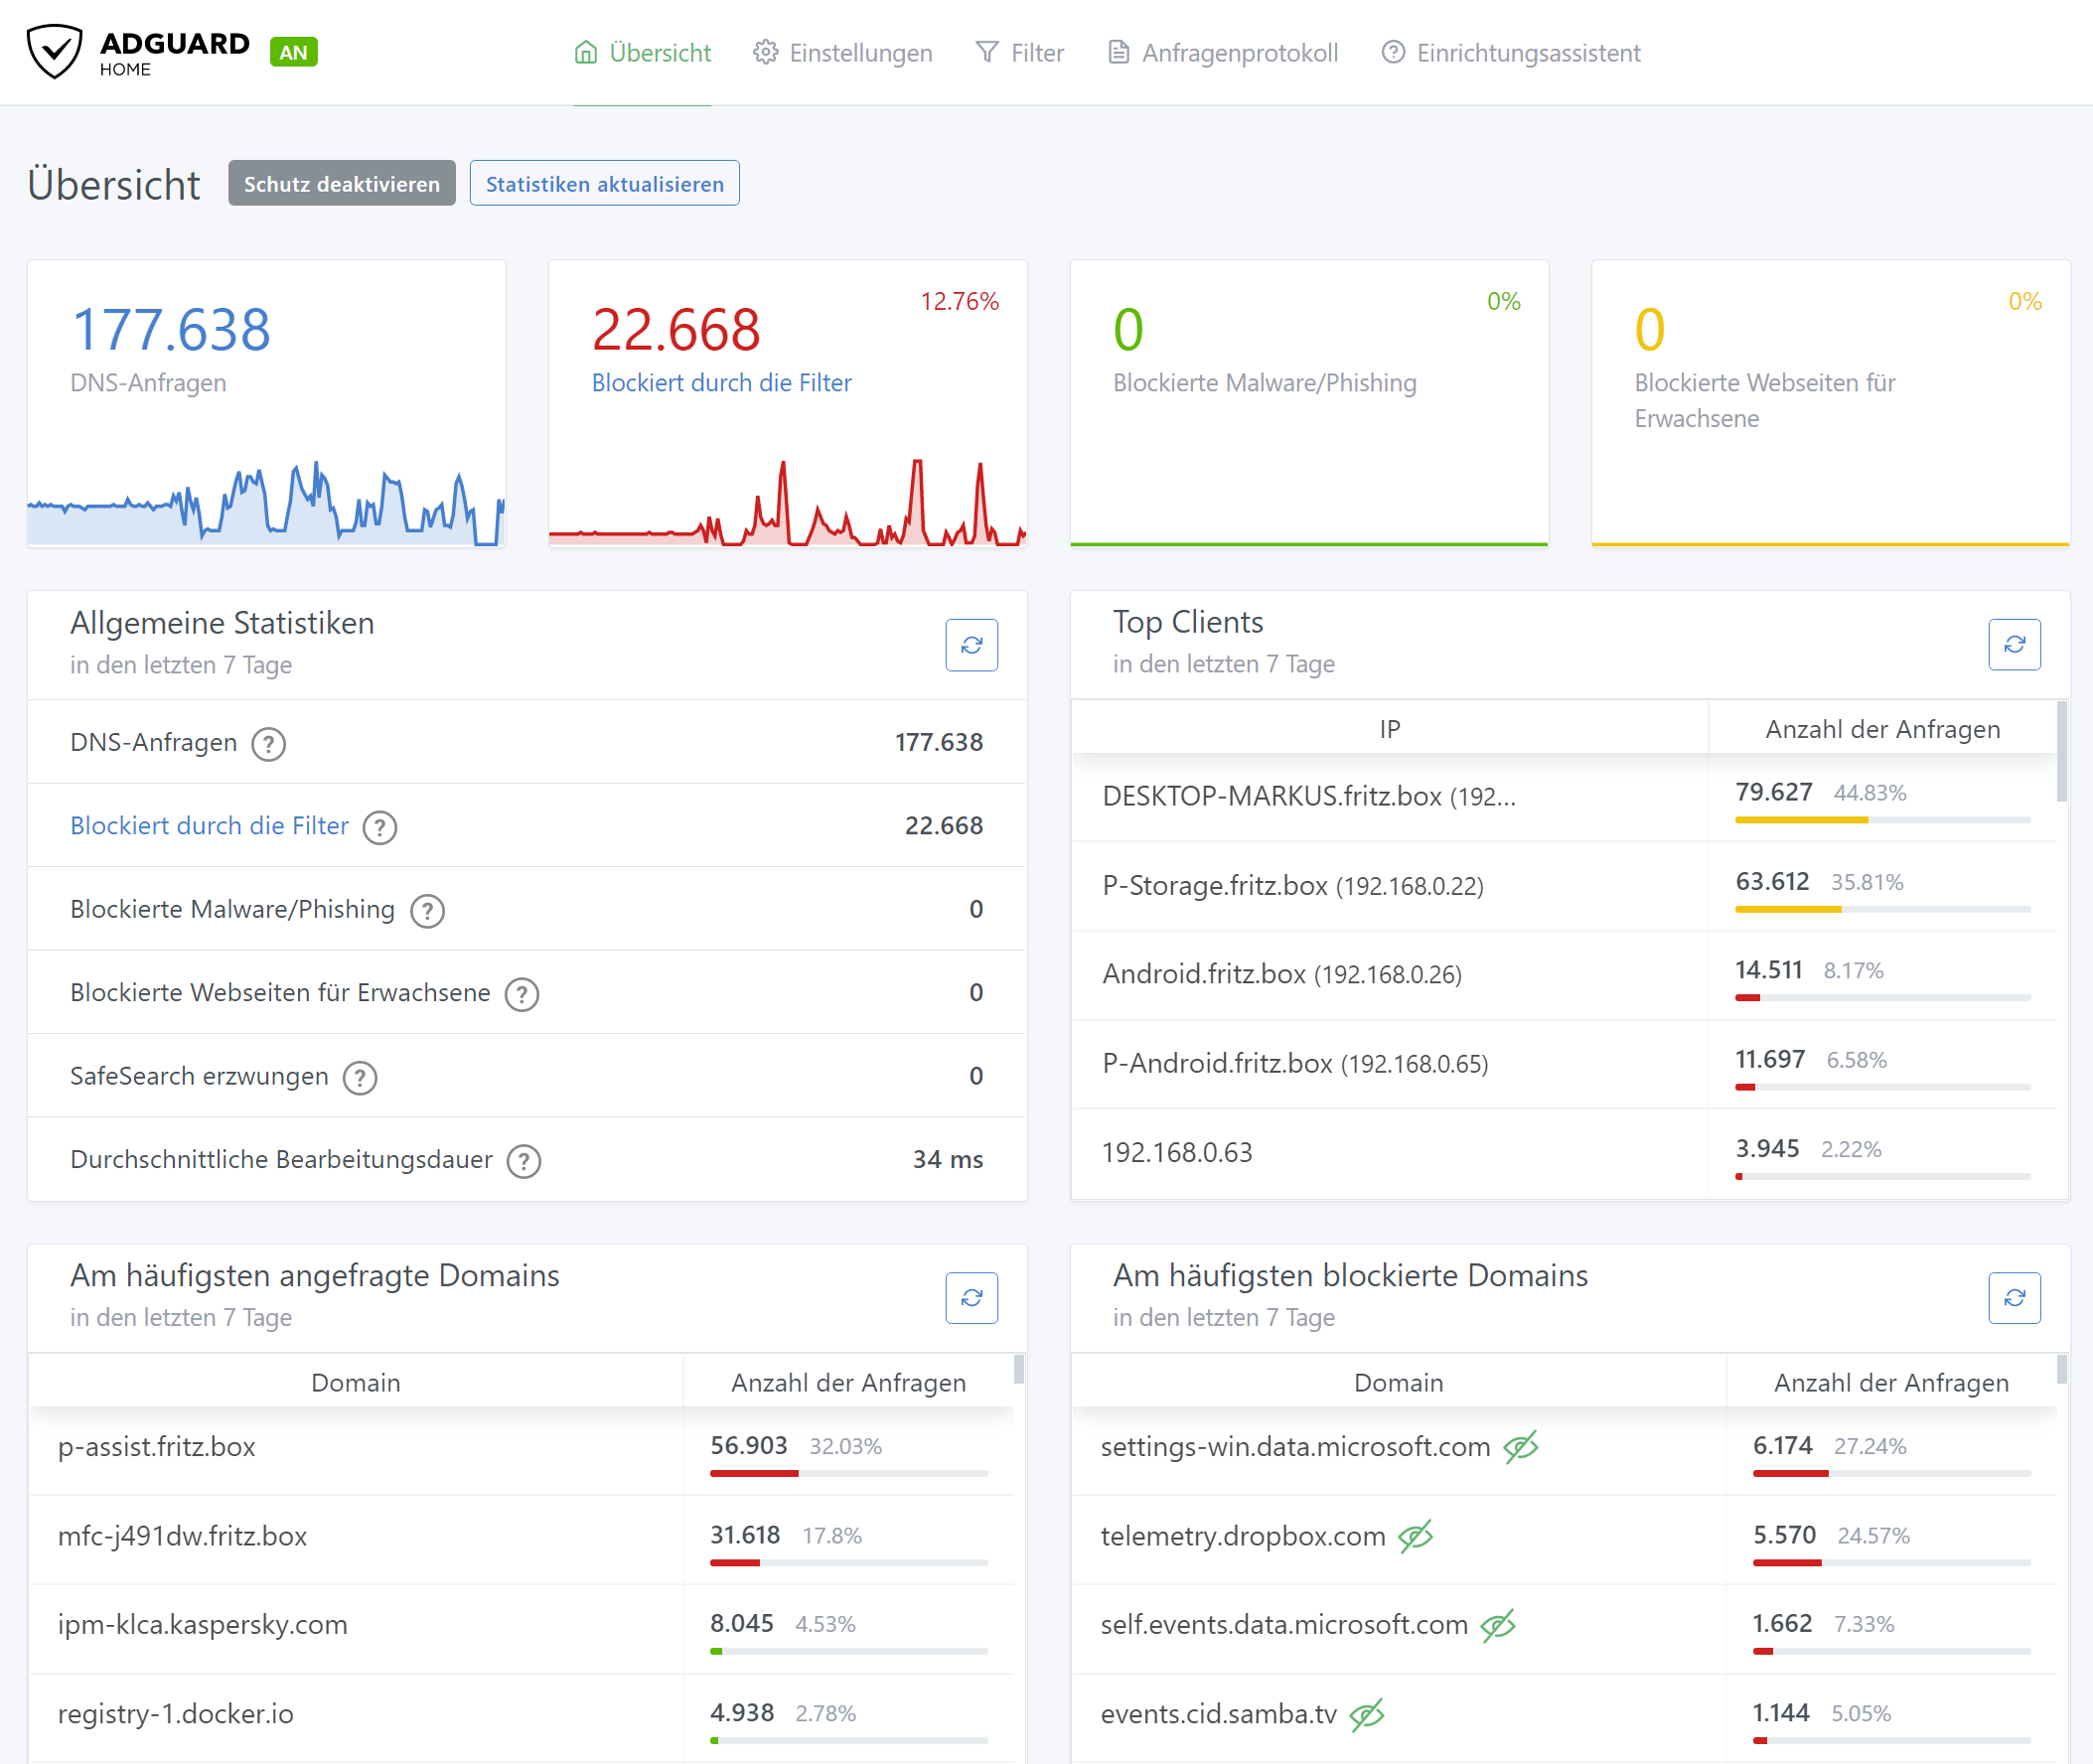 ADGUARD
HOME
AN
Übersicht
Einstellungen
Filter
Anfragenprotokoll
Einrichtungsassistent
Übersicht
Schutz deaktivieren
Statistiken aktualisieren
177.638
DNS-Anfragen
12.76%
22.668
Blockiert durch die Filter
0%
0
Blockierte Malware/Phishing
0%
0
Blockierte Webseiten für
Erwachsene
Allgemeine Statistiken
in den letzten 7 Tage
DNS-Anfragen ? 177.638
Blockiert durch die Filter ? 22.668
Blockierte Malware/Phishing ? 0
Blockierte Webseiten für Erwachsene ? 0
SafeSearch erzwungen ? 0
Durchschnittliche Bearbeitungsdauer ? 34 ms
Top Clients
in den letzten 7 Tage
IP Anzahl der Anfragen
DESKTOP-MARKUS.fritz.box (192... 79.627 44.83%
P-Storage.fritz.box (192.168.0.22) 63.612 35.81%
Android.fritz.box (192.168.0.26) 14.511 8.17%
P-Android.fritz.box (192.168.0.65) 11.697 6.58%
192.168.0.63 3.945 2.22%
Am häufigsten angefragte Domains
in den letzten 7 Tage
Domain Anzahl der Anfragen
p-assist.fritz.box 56.903 32.03%
mfc-j491dw.fritz.box 31.618 17.8%
ipm-klca.kaspersky.com 8.045 4.53%
registry-1.docker.io 4.938 2.78%
Am häufigsten blockierte Domains
in den letzten 7 Tage
Domain Anzahl der Anfragen
settings-win.data.microsoft.com 6.174 27.24%
telemetry.dropbox.com 5.570 24.57%
self.events.data.microsoft.com 1.662 7.33%
events.cid.samba.tv 1.144 5.05%